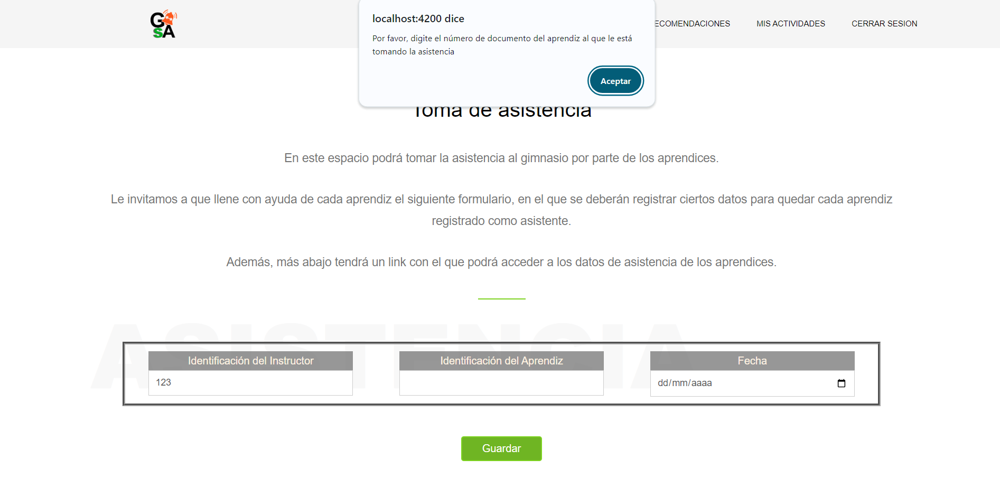 GSA
localhost:4200 dice
Por favor, digite el número de documento del aprendiz al que le está
tomando la asistencia
Aceptar
ECOMENDACIONES
MIS ACTIVIDADES
CERRAR SESION
Toma de asistencia
En este espacio podrá tomar la asistencia al gimnasio por parte de los aprendices.
Le invitamos a que llene con ayuda de cada aprendiz el siguiente formulario, en el que se deberán registrar ciertos datos para quedar cada aprendiz
registrado como asistente.
Además, más abajo tendrá un link con el que podrá acceder a los datos de asistencia de los aprendices.
ASISTENCIA
Identificación del Instructor
123
Identificación del Aprendiz
Fecha
dd/mm/aaaa
Guardar